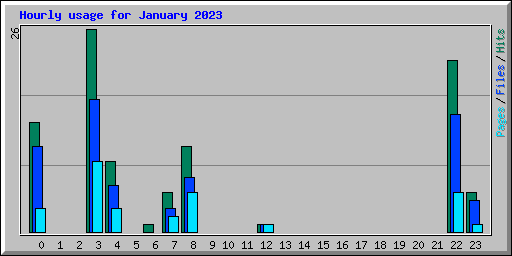 Hourly usage for January 2023
26
Pages/Files/Hits
0 1 2 3 4 5 6 7 8 9 10 11 12 13 14 15 16 17 18 19 20 21 22 23